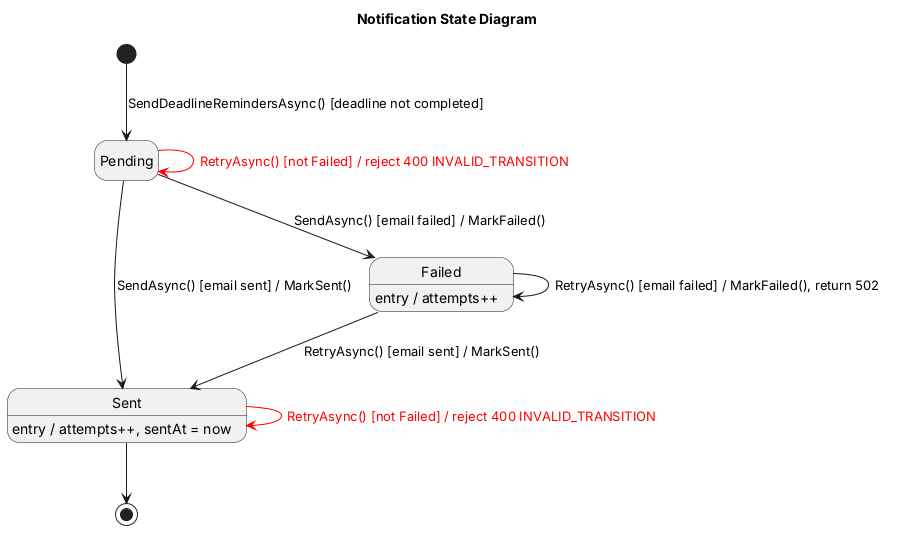 Notification State Diagram
SendDeadlineRemindersAsync() [deadline not completed]
Pending
RetryAsync() [not Failed] / reject 400 INVALID_TRANSITION
SendAsync() [email failed] / MarkFailed()
Failed
entry / attempts++
RetryAsync() [email failed] / MarkFailed(), return 502
SendAsync() [email sent] / MarkSent()
RetryAsync() [email sent] / MarkSent()
Sent
entry / attempts++, sentAt = now
RetryAsync() [not Failed] / reject 400 INVALID_TRANSITION